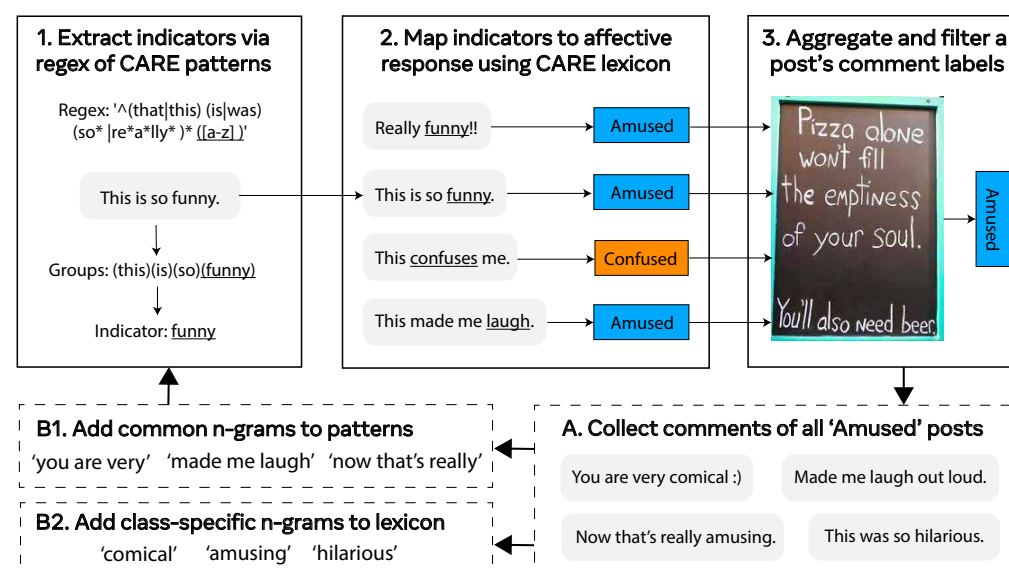 1. Extract indicators via
regex of CARE patterns
Regex: '^(that|this) (is|was)
(so* |re*a*lly* )* ([a-z] )'
This is so funny.
Groups: (this)(is)(so)(funny)
Indicator: funny
2. Map indicators to affective
response using CARE lexicon
Really funny!!
Amused
This is so funny.
Amused
This confuses me.
Confused
This made me laugh.
Amused
3. Aggregate and filter a
post's comment labels
Pizza alone
won't fill
the emptiness
of your soul.
You'll also need beer.
Amused
A. Collect comments of all 'Amused' posts
You are very comical :)
Made me laugh out loud.
Now that's really amusing.
This was so hilarious.
B1. Add common n-grams to patterns
'you are very' 'made me laugh' 'now that's really'
B2. Add class-specific n-grams to lexicon
'comical' 'amusing' 'hilarious'